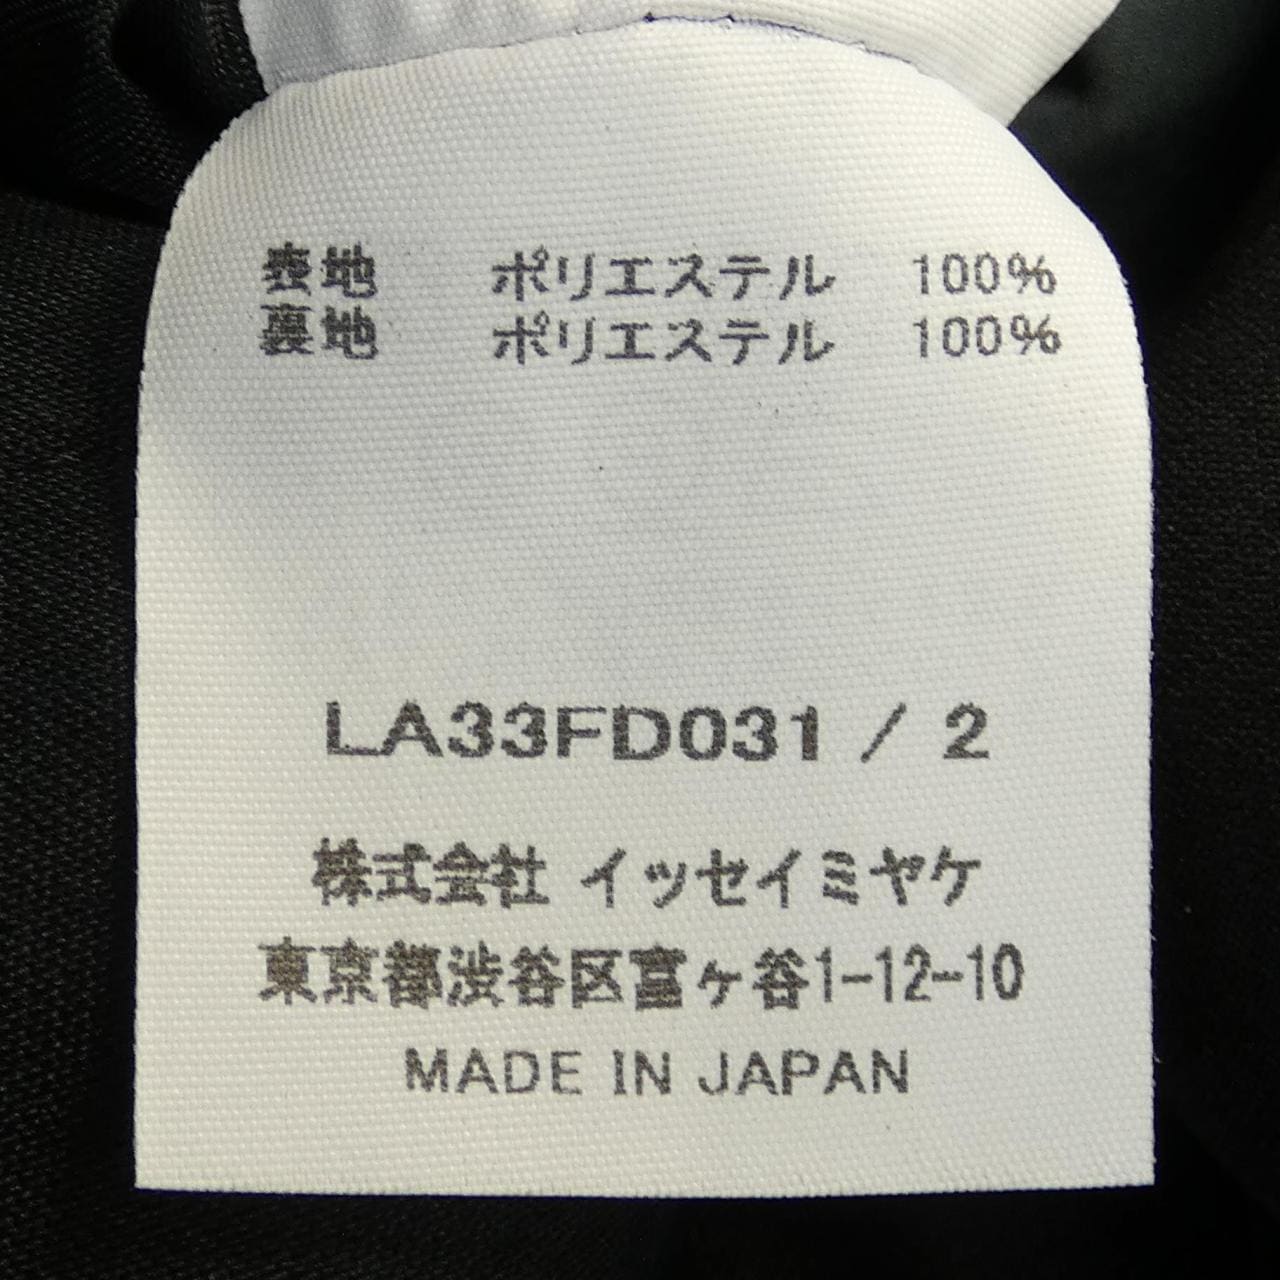 表地 ポリエステル 100%
裏地 ポリエステル 100%
LA33FD031 / 2
株式会社 イッセイミヤケ
東京都渋谷区富ヶ谷1-12-10
MADE IN JAPAN